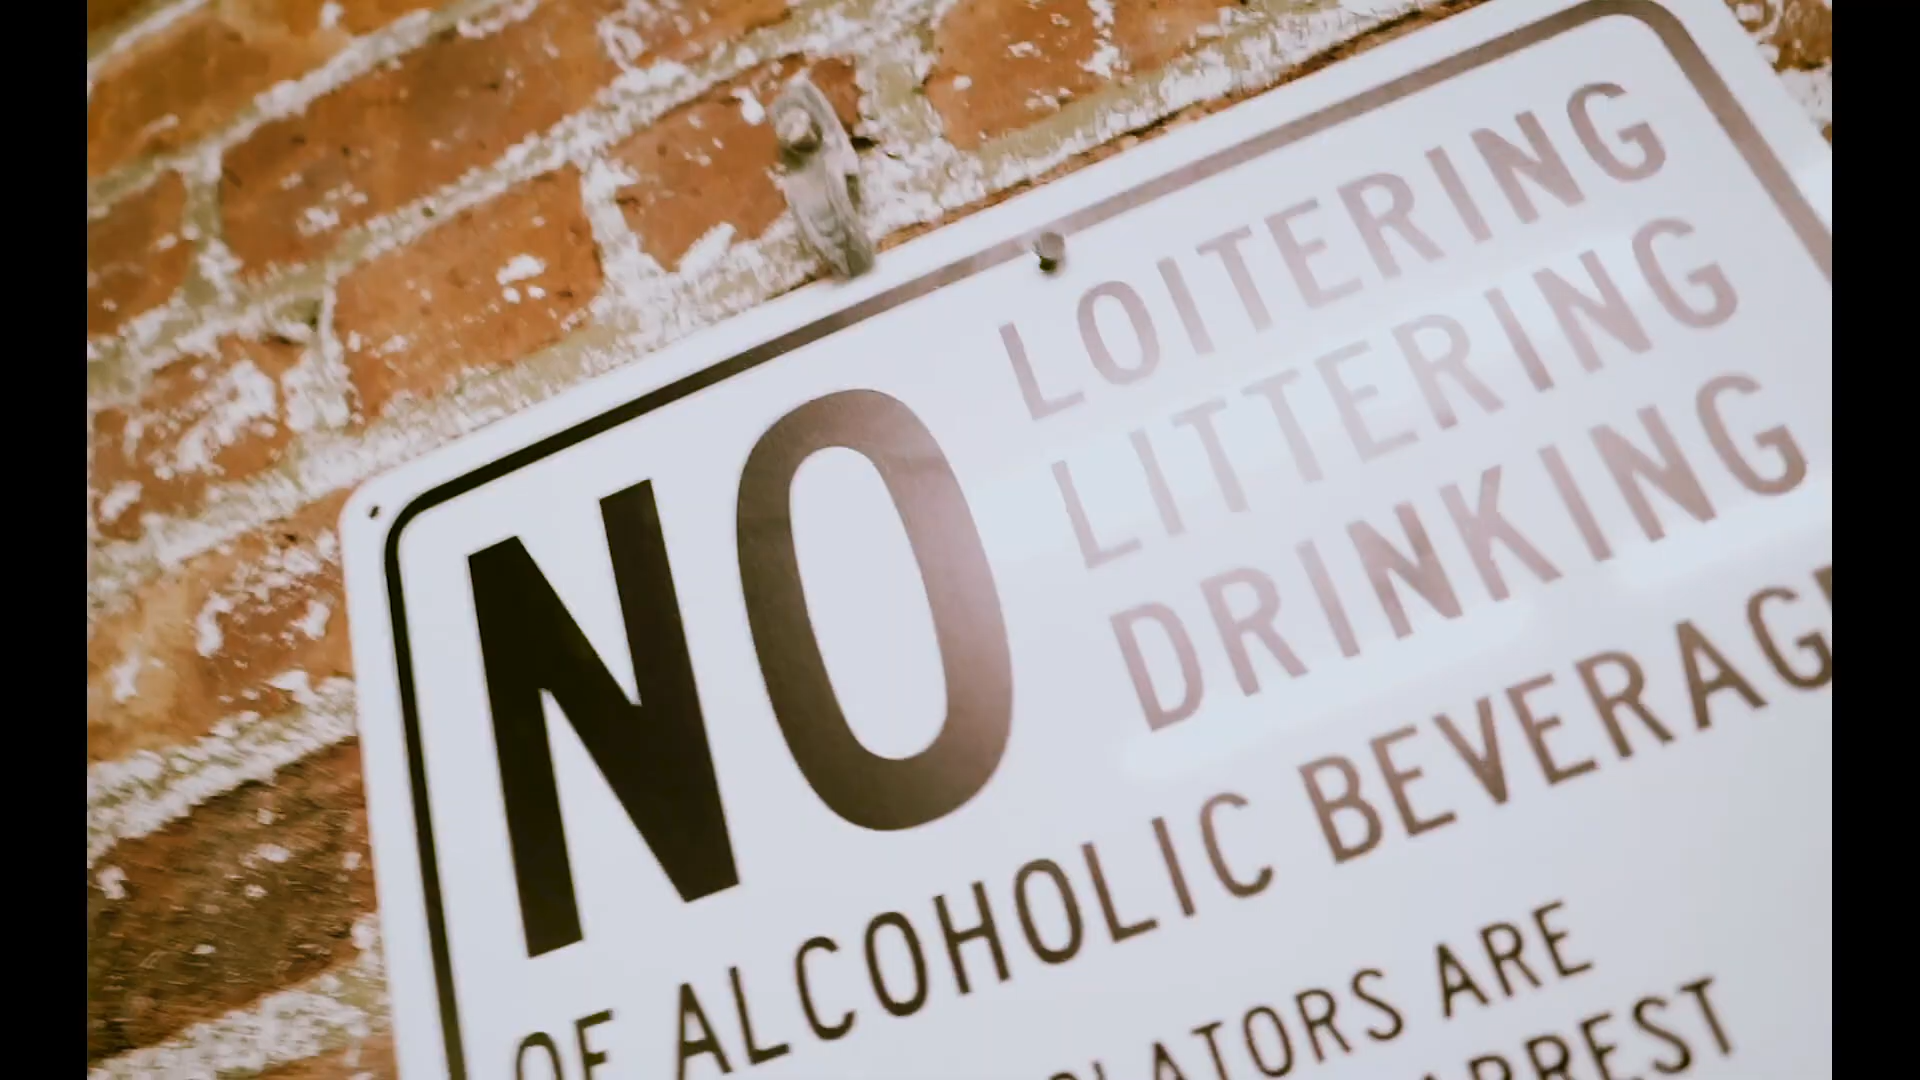 NO
LOITERING
LITTERING
DRINKING
OF ALCOHOLIC BEVERAG
ARE